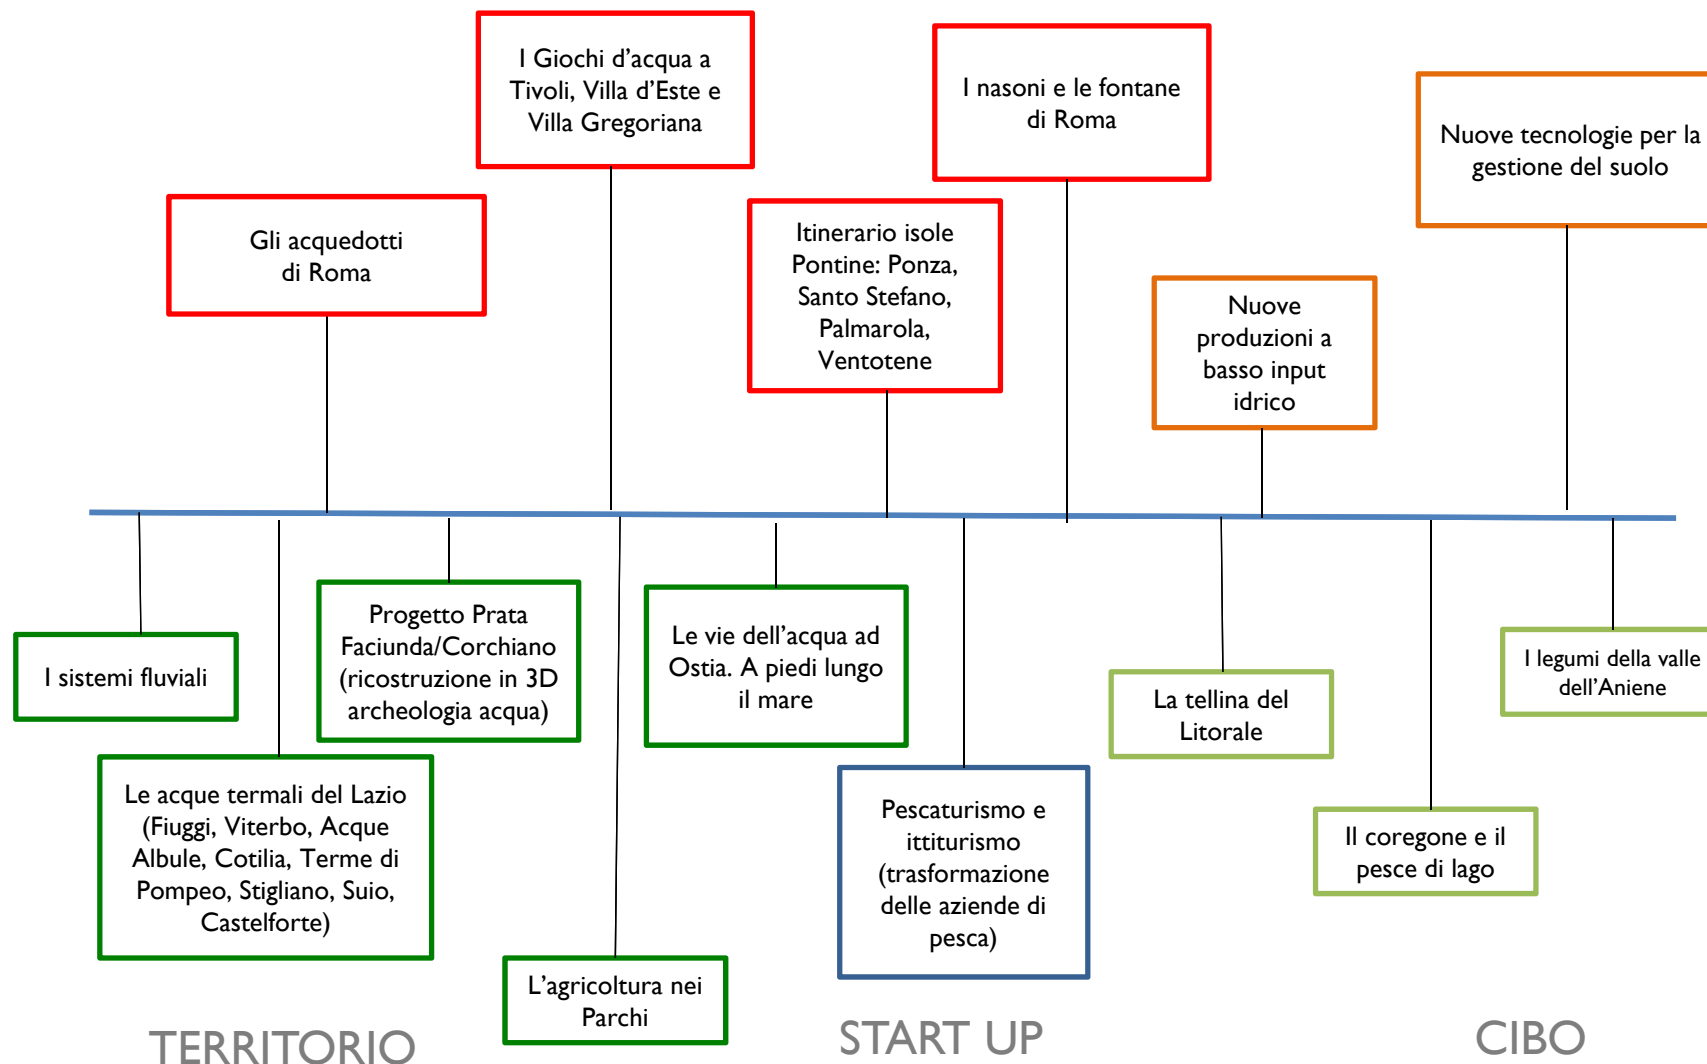 I Giochi d’acqua a
Tivoli, Villa d’Este e
Villa Gregoriana
I nasoni e le fontane
di Roma
Nuove tecnologie per la
gestione del suolo
Gli acquedotti
di Roma
Itinerario isole
Pontine: Ponza,
Santo Stefano,
Palmarola,
Ventotene
Nuove
produzioni a
basso input
idrico
I sistemi fluviali
Progetto Prata
Faciunda/Corchiano
(ricostruzione in 3D
archeologia acqua)
Le vie dell’acqua ad
Ostia. A piedi lungo
il mare
La tellina del
Litorale
I legumi della valle
dell’Aniene
Le acque termali del Lazio
(Fiuggi, Viterbo, Acque
Albule, Cotilia, Terme di
Pompeo, Stigliano, Suio,
Castelforte)
Pescaturismo e
ittiturismo
(trasformazione
delle aziende di
pesca)
Il coregone e il
pesce di lago
L’agricoltura nei
Parchi
TERRITORIO
START UP
CIBO